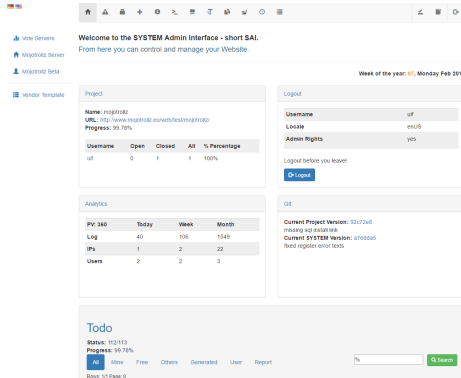 Vote Servers
Mojotrollz Server
Mojotrollz Beta
Vendor Template
Welcome to the SYSTEM Admin Interface - short SAI.
From here you can control and manage your Website.
Week of the year: 07, Monday Feb 201
Project
Name: mojotrollz
URL: http://www.mojotrollz.eu/web/test/mojotrollz/
Progress: 99.78%
Username Open Closed All % Percentage
ulf 0 1 1 100%
Logout
Username ulf
Locale enUS
Admin Rights yes
Logout before you leave!
Logout
Analytics
PV: 360 Today Week Month
Log 40 106 1549
IPs 1 2 22
Users 2 2 3
Git
Current Project Version: 92c72e8
missing sql install link
Current SYSTEM Version: a7edda5
fixed register error texts
Todo
Status: 112/113
Progress: 99.78%
All Mine Free Others Generated User Report
% Search
Rows: 1/1 Page 0